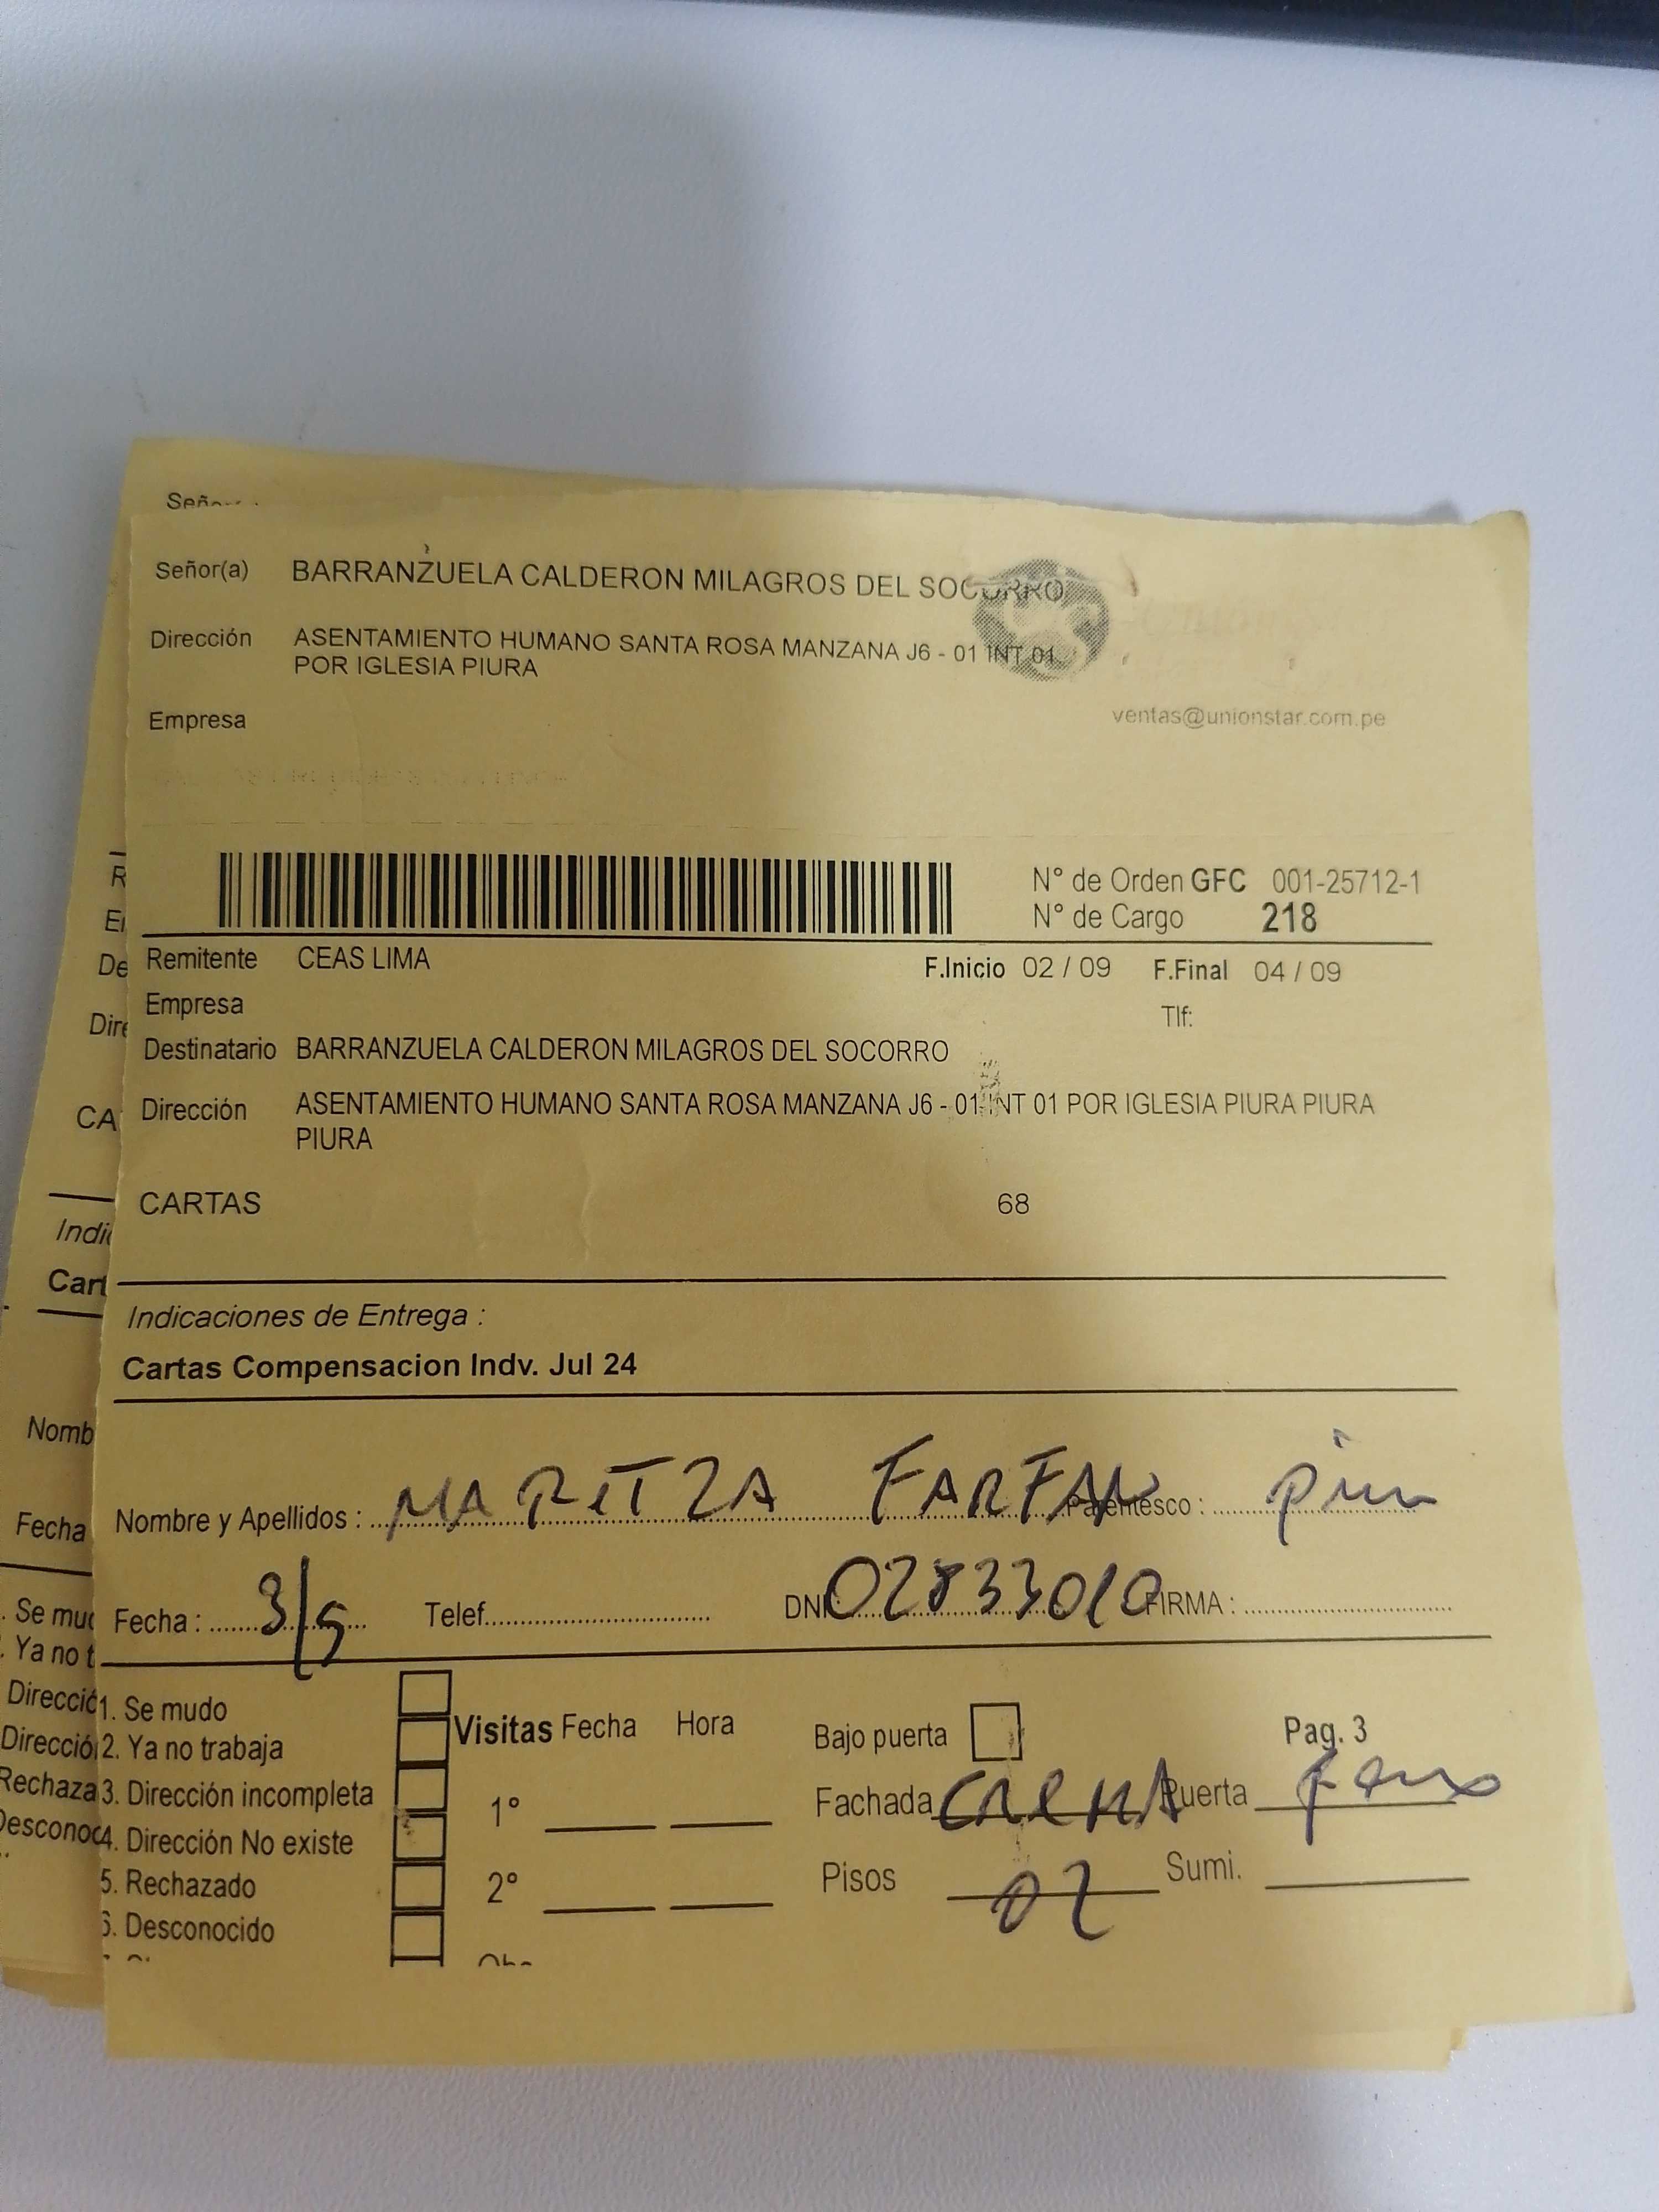 Señor(a) BARRANZUELA CALDERON MILAGROS DEL SOCORRO
Dirección ASENTAMIENTO HUMANO SANTA ROSA MANZANA J6 - 01 INT 01
POR IGLESIA PIURA
Empresa
ventas@unionstar.com.pe
N° de Orden GFC 001-25712-1
N° de Cargo 218
Remitente CEAS LIMA F.Inicio 02 / 09 F.Final 04 / 09
Empresa Tlf:
Destinatario BARRANZUELA CALDERON MILAGROS DEL SOCORRO
Dirección ASENTAMIENTO HUMANO SANTA ROSA MANZANA J6 - 01 INT 01 POR IGLESIA PIURA PIURA
PIURA
CARTAS 68
Indicaciones de Entrega :
Cartas Compensacion Indv. Jul 24
Nombre y Apellidos : MARITZA FARFAN Parentesco :
Fecha : 3/9 Telef. DNI: 02833010 FIRMA :
1. Se mudo
2. Ya no trabaja
3. Dirección incompleta
4. Dirección No existe
5. Rechazado
6. Desconocido
Visitas Fecha Hora
1°
2°
Bajo puerta Pag. 3
Fachada CREMA Puerta
Pisos 02 Sumi.